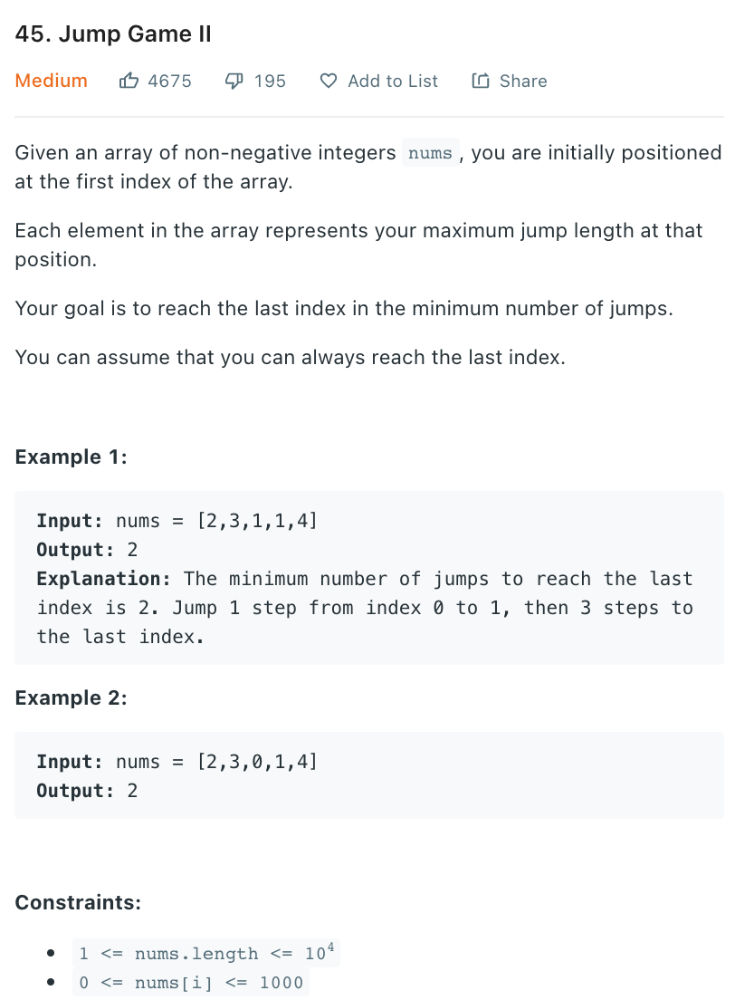 45. Jump Game II
Medium 4675 195 Add to List Share
Given an array of non-negative integers nums , you are initially positioned
at the first index of the array.
Each element in the array represents your maximum jump length at that
position.
Your goal is to reach the last index in the minimum number of jumps.
You can assume that you can always reach the last index.
Example 1:
Input: nums = [2,3,1,1,4]
Output: 2
Explanation: The minimum number of jumps to reach the last
index is 2. Jump 1 step from index 0 to 1, then 3 steps to
the last index.
Example 2:
Input: nums = [2,3,0,1,4]
Output: 2
Constraints:
• 1 <= nums.length <= 10⁴
• 0 <= nums[i] <= 1000